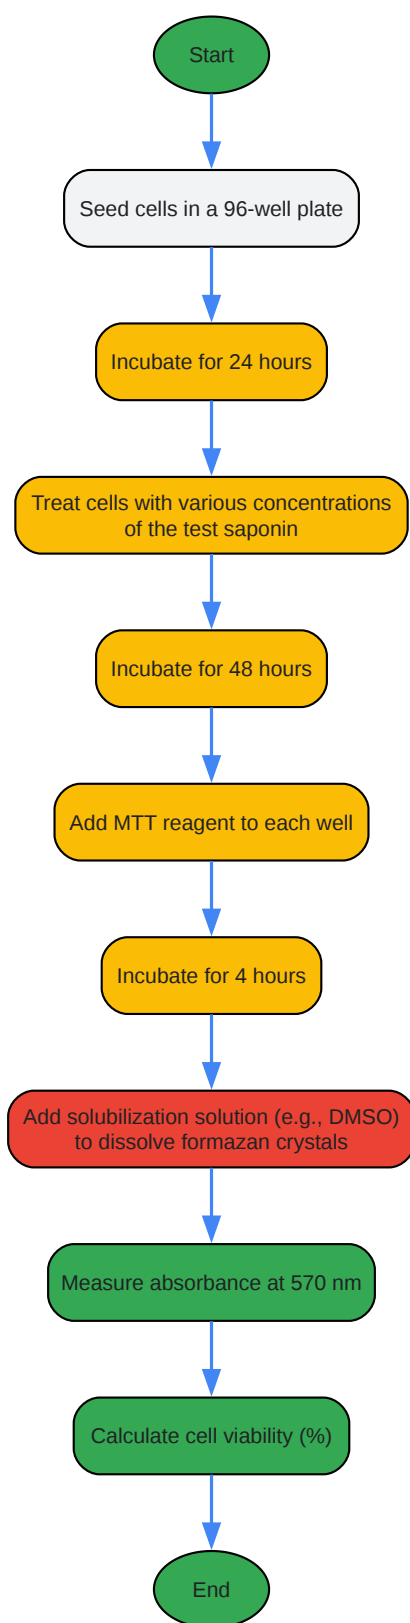 Start
Seed cells in a 96-well plate
Incubate for 24 hours
Treat cells with various concentrations
of the test saponin
Incubate for 48 hours
Add MTT reagent to each well
Incubate for 4 hours
Add solubilization solution (e.g., DMSO)
to dissolve formazan crystals
Measure absorbance at 570 nm
Calculate cell viability (%)
End